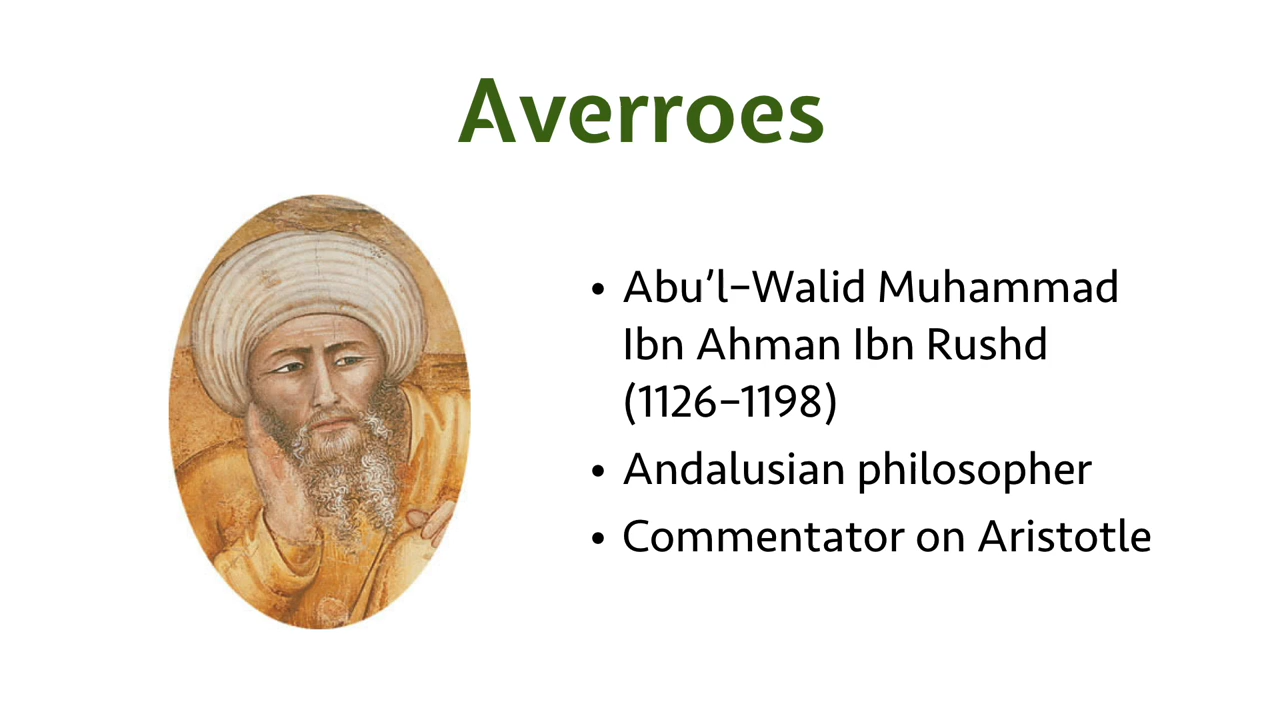 Averroes
• Abu’l–Walid Muhammad
Ibn Ahman Ibn Rushd
(1126–1198)
• Andalusian philosopher
• Commentator on Aristotle